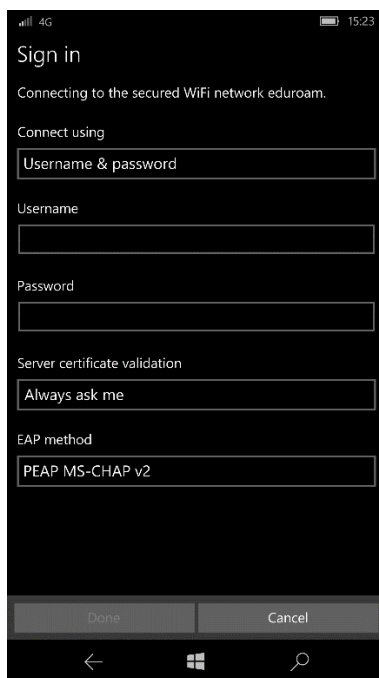 4G 15:23
Sign in
Connecting to the secured WiFi network eduroam.
Connect using
Username & password
Username
Password
Server certificate validation
Always ask me
EAP method
PEAP MS-CHAP v2
Done Cancel